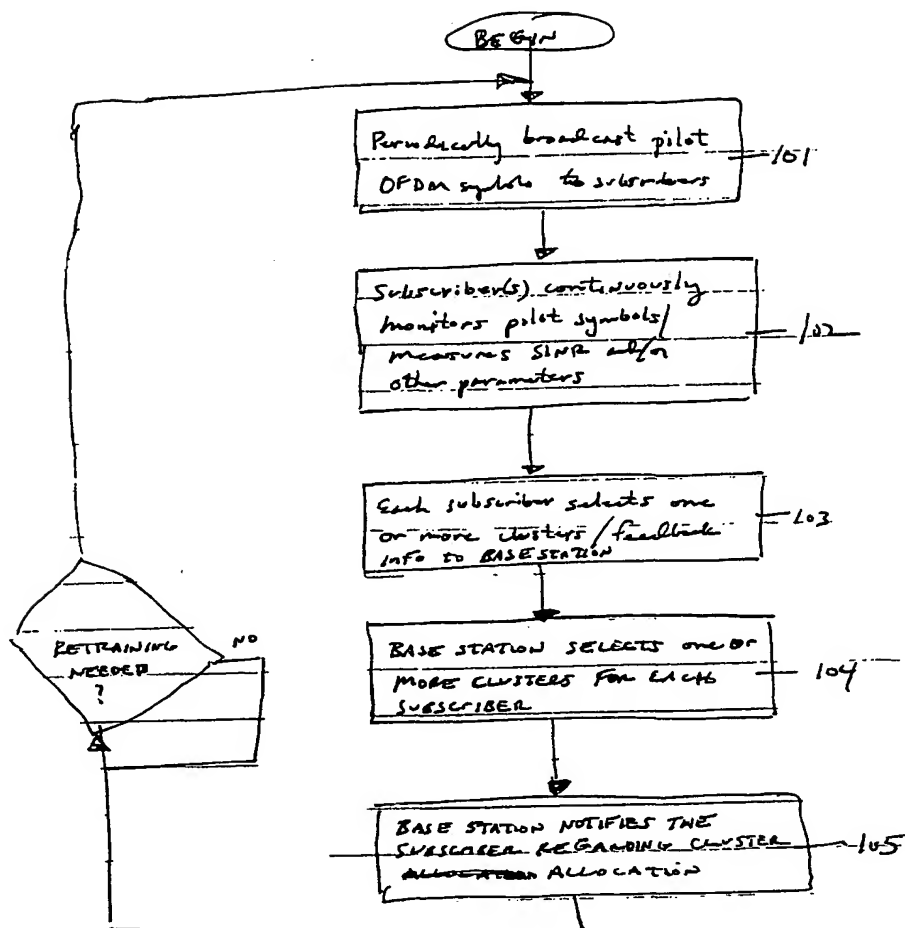 BEGIN
Periodically broadcast pilot
OFDM symbols to subscribers
101
Subscriber(s) continuously
monitors pilot symbols/
measures SINR and/or
other parameters
102
Each subscriber selects one
or more clusters/feedback
info to BASE STATION
103
RETRAINING
NEEDED
?
NO
BASE STATION SELECTS one or
MORE CLUSTERS FOR EACH
SUBSCRIBER
104
BASE STATION NOTIFIES THE
SUBSCRIBER REGARDING CLUSTER
ALLOCATION ALLOCATION
105